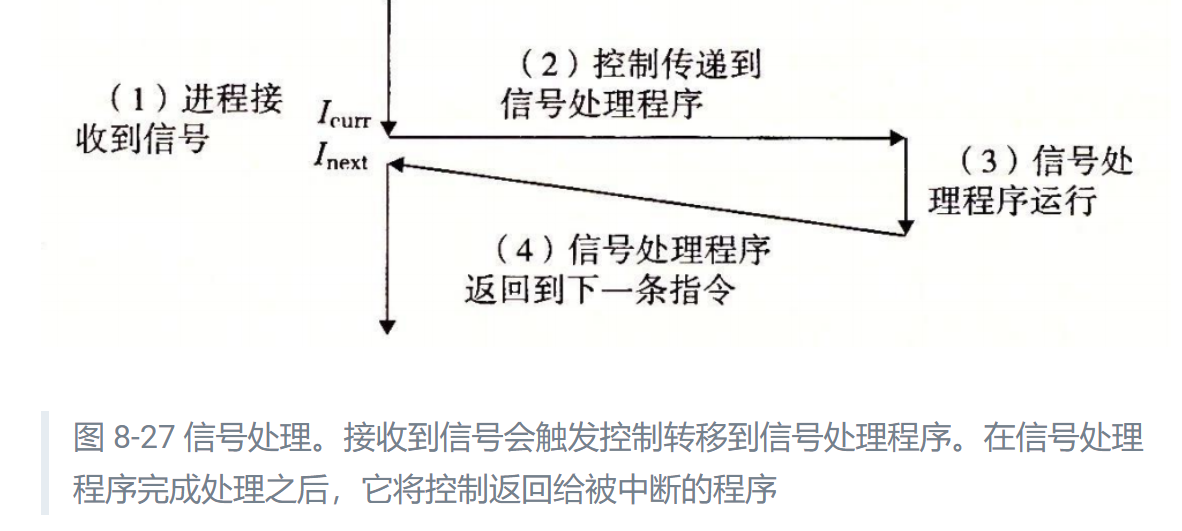 (2)控制传递到
信号处理程序
(1)进程接
收到信号
Icurr
Inext
(3)信号处
理程序运行
(4)信号处理程序
返回到下一条指令
图 8-27 信号处理。接收到信号会触发控制转移到信号处理程序。在信号处理
程序完成处理之后，它将控制返回给被中断的程序